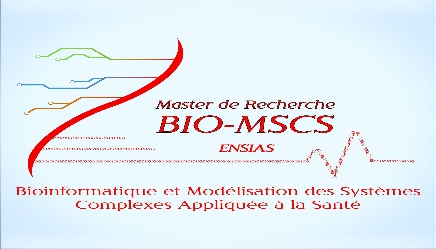 Master de Recherche
BIO-MSCS
ENSIAS
Bioinformatique et Modélisation des Systèmes
Complexes Appliquée à la Santé